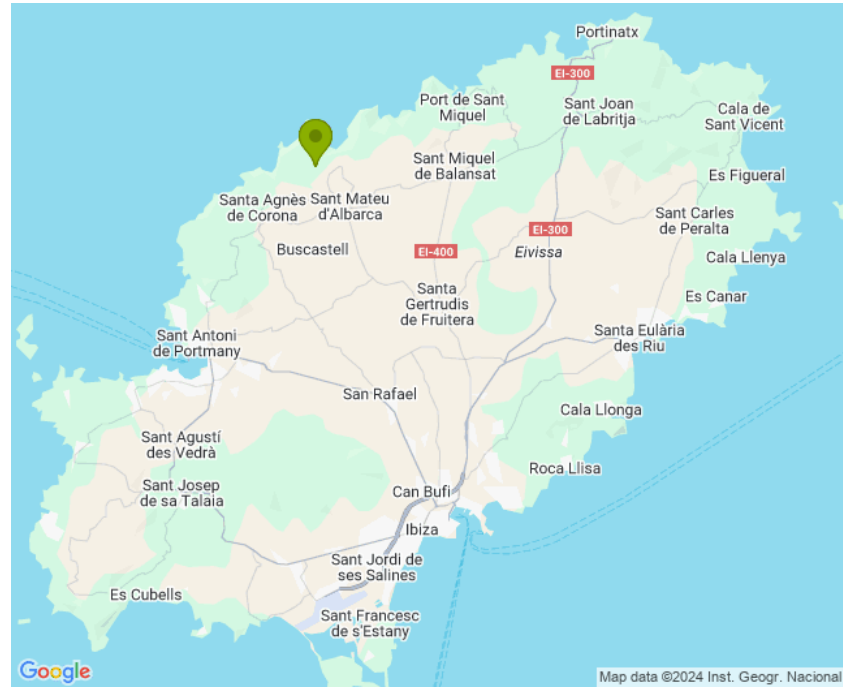 Portinatx
EI-300
Port de Sant
Miquel
Sant Joan
de Labritja
Cala de
Sant Vicent
Sant Miquel
de Balansat
Es Figueral
Santa Agnès
de Corona
Sant Mateu
d'Albarca
Sant Carles
de Peralta
EI-300
Buscastell
EI-400
Eivissa
Cala Llenya
Santa
Gertrudis
de Fruitera
Es Canar
Sant Antoni
de Portmany
Santa Eulària
des Riu
San Rafael
Cala Llonga
Sant Agustí
des Vedrà
Roca Llisa
Sant Josep
de sa Talaia
Can Bufí
Ibiza
Sant Jordi de
ses Salines
Es Cubells
Sant Francesc
de s'Estany
Google
Map data ©2024 Inst. Geogr. Nacional